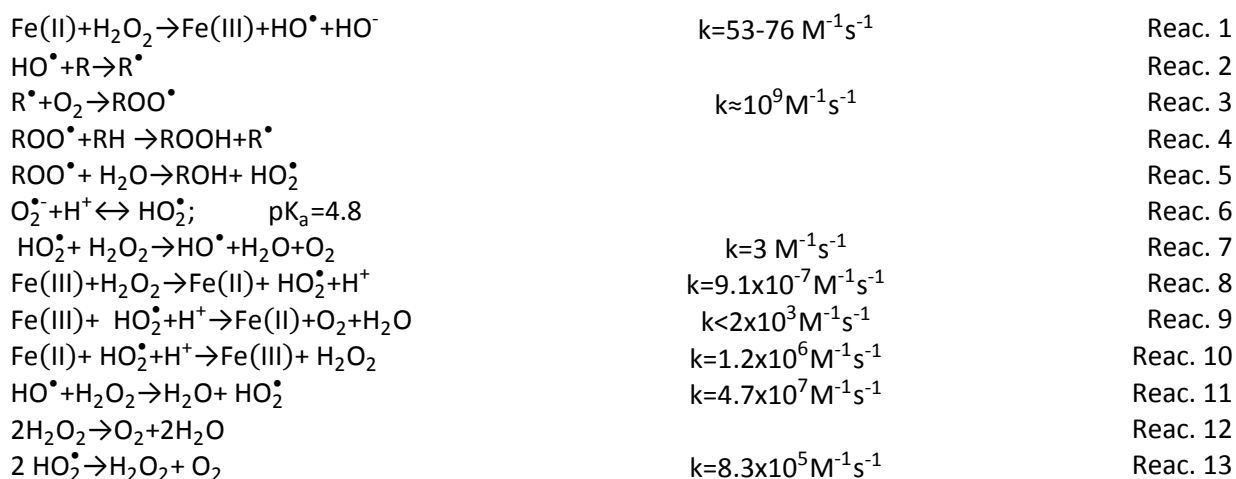 Fe(II)+H₂O₂→Fe(III)+HO•+HO⁻ k=53-76 M⁻¹s⁻¹ Reac. 1
HO•+R→R• Reac. 2
R•+O₂→ROO• k≈10⁹M⁻¹s⁻¹ Reac. 3
ROO•+RH →ROOH+R• Reac. 4
ROO•+ H₂O→ROH+ HO₂• Reac. 5
O₂•⁻+H⁺↔ HO₂•; pKₐ=4.8 Reac. 6
HO₂•+ H₂O₂→HO•+H₂O+O₂ k=3 M⁻¹s⁻¹ Reac. 7
Fe(III)+H₂O₂→Fe(II)+ HO₂•+H⁺ k=9.1x10⁻⁷M⁻¹s⁻¹ Reac. 8
Fe(III)+ HO₂•+H⁺→Fe(II)+O₂+H₂O k<2x10³M⁻¹s⁻¹ Reac. 9
Fe(II)+ HO₂•+H⁺→Fe(III)+ H₂O₂ k=1.2x10⁶M⁻¹s⁻¹ Reac. 10
HO•+H₂O₂→H₂O+ HO₂• k=4.7x10⁷M⁻¹s⁻¹ Reac. 11
2H₂O₂→O₂+2H₂O Reac. 12
2 HO₂•→H₂O₂+ O₂ k=8.3x10⁵M⁻¹s⁻¹ Reac. 13